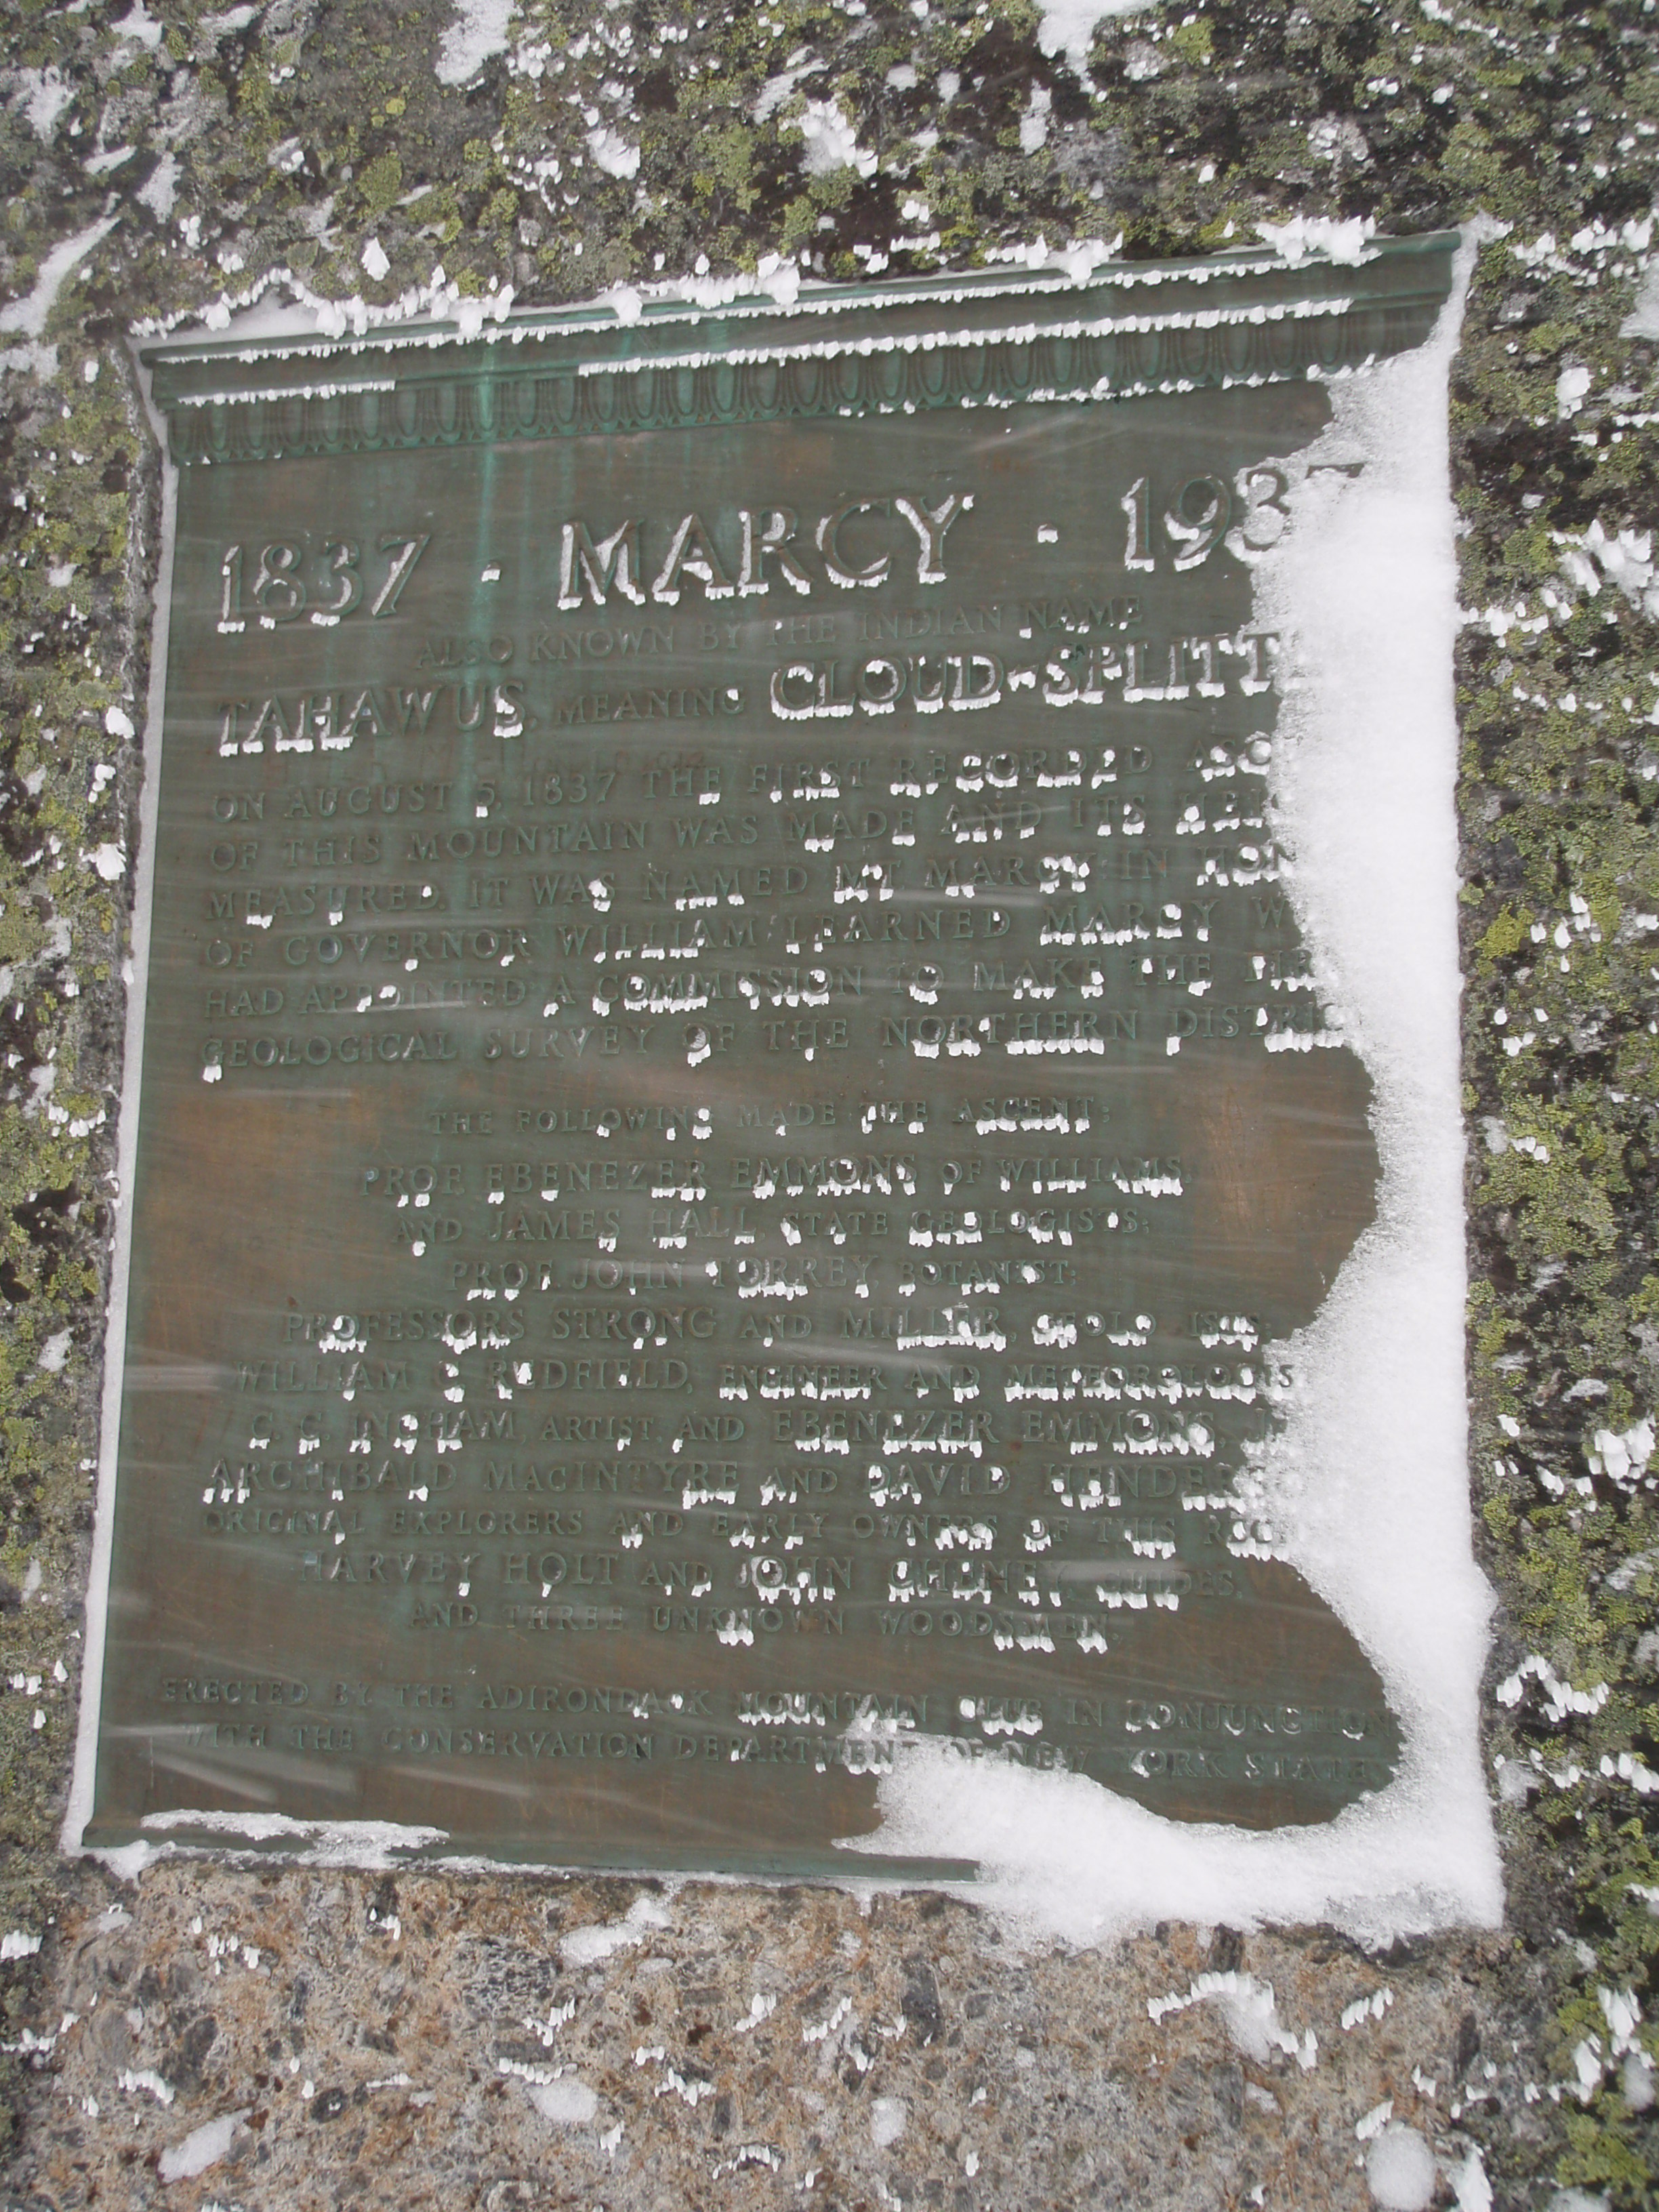 1837 · MARCY · 1937
ALSO KNOWN BY THE INDIAN NAME
TAHAWUS, MEANING CLOUD-SPLITT
ON AUGUST 5, 1837 THE FIRST RECORDED ASC
OF THIS MOUNTAIN WAS MADE AND ITS HEI
MEASURED. IT WAS NAMED MT MARCY IN HON
OF GOVERNOR WILLIAM LEARNED MARCY W
HAD APPOINTED A COMMISSION TO MAKE THE FIR
GEOLOGICAL SURVEY OF THE NORTHERN DISTRIC
THE FOLLOWING MADE THE ASCENT:
PROF. EBENEZER EMMONS OF WILLIAMS,
AND JAMES HALL, STATE GEOLOGISTS;
PROF. JOHN TORREY, BOTANIST;
PROFESSORS STRONG AND MILLER, GEOLOGISTS;
WILLIAM C. REDFIELD, ENGINEER AND METEOROLOGIS
C. C. INGHAM, ARTIST, AND EBENEZER EMMONS, J
ARCHIBALD MACINTYRE AND DAVID HENDER
ORIGINAL EXPLORERS AND EARLY OWNERS OF THIS REGI
HARVEY HOLT AND JOHN CHENEY, GUIDES,
AND THREE UNKNOWN WOODSMEN.
ERECTED BY THE ADIRONDACK MOUNTAIN CLUB IN CONJUNCTION
WITH THE CONSERVATION DEPARTMENT OF NEW YORK STATE